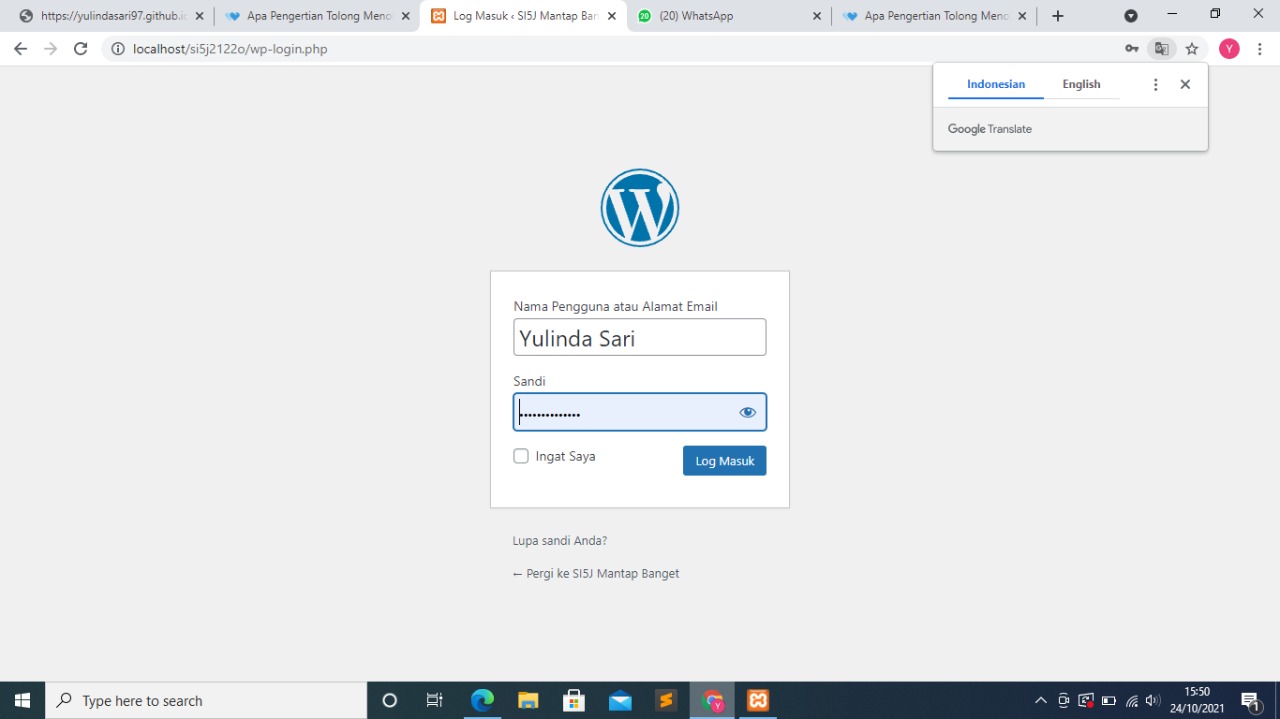 https://yulindasari97.github.io
Apa Pengertian Tolong Meno
Log Masuk ‹ SI5J Mantap Ban
(20) WhatsApp
Apa Pengertian Tolong Meno
localhost/si5j2122o/wp-login.php
Y
Indonesian English
Google Translate
W
Nama Pengguna atau Alamat Email
Yulinda Sari
Sandi
Ingat Saya
Log Masuk
Lupa sandi Anda?
← Pergi ke SI5J Mantap Banget
Type here to search
15:50
24/10/2021
1